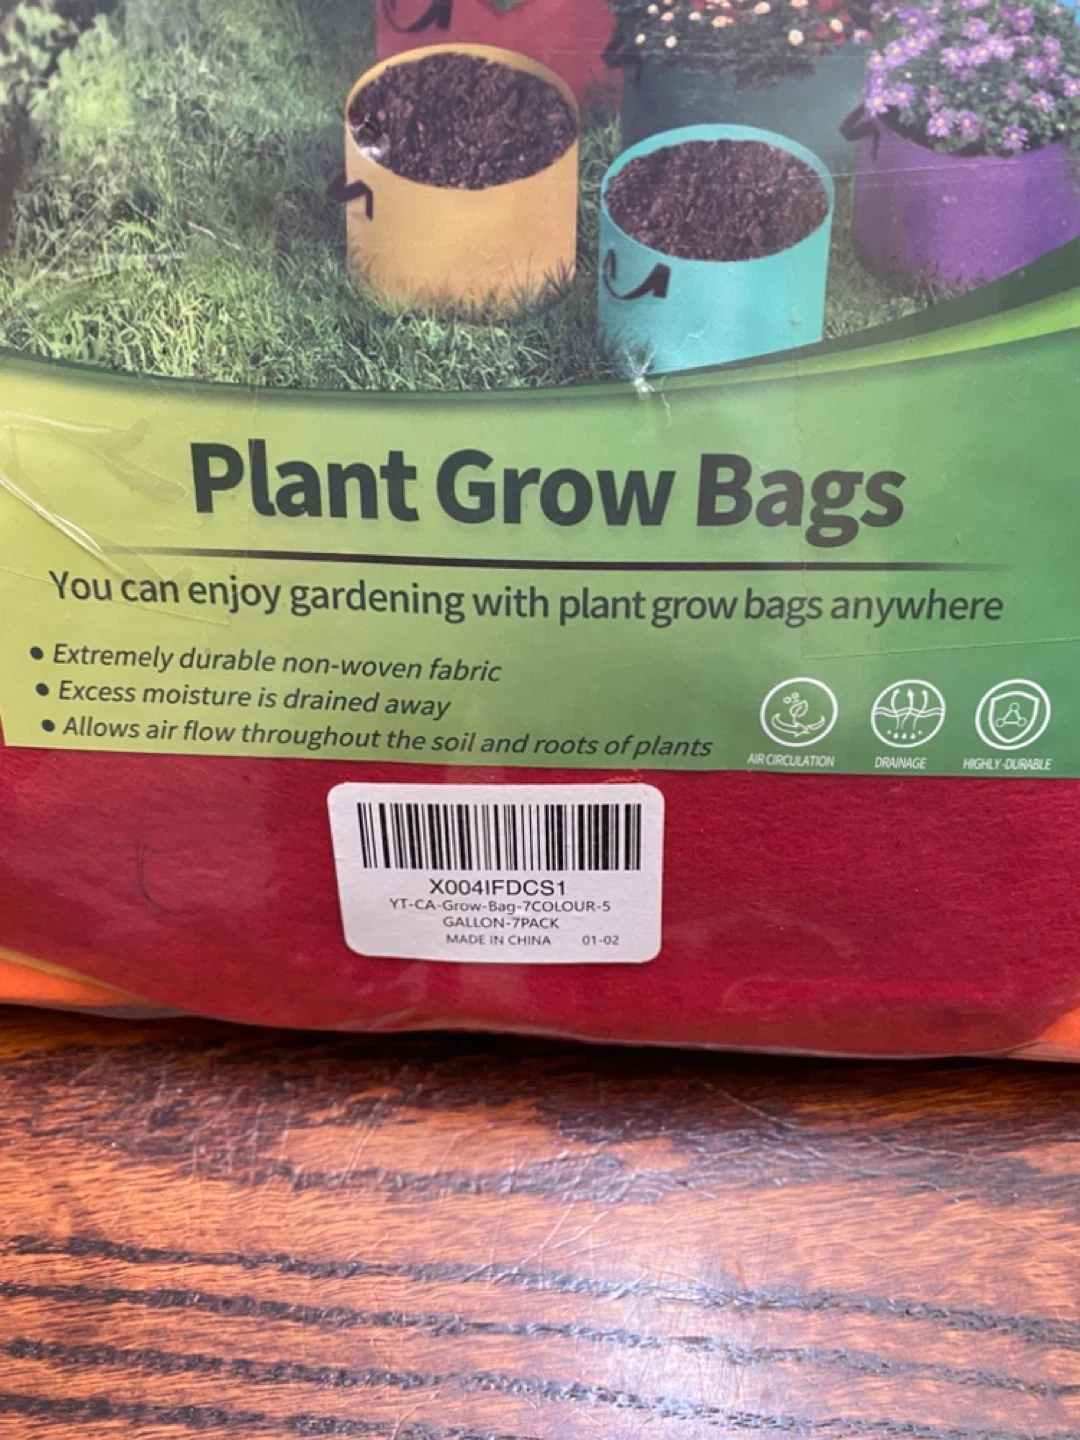 Plant Grow Bags
You can enjoy gardening with plant grow bags anywhere
• Extremely durable non-woven fabric
• Excess moisture is drained away
• Allows air flow throughout the soil and roots of plants
AIR CIRCULATION DRAINAGE HIGHLY-DURABLE
X004IFDCS1
YT-CA-Grow-Bag-7COLOUR-5
GALLON-7PACK
MADE IN CHINA 01-02